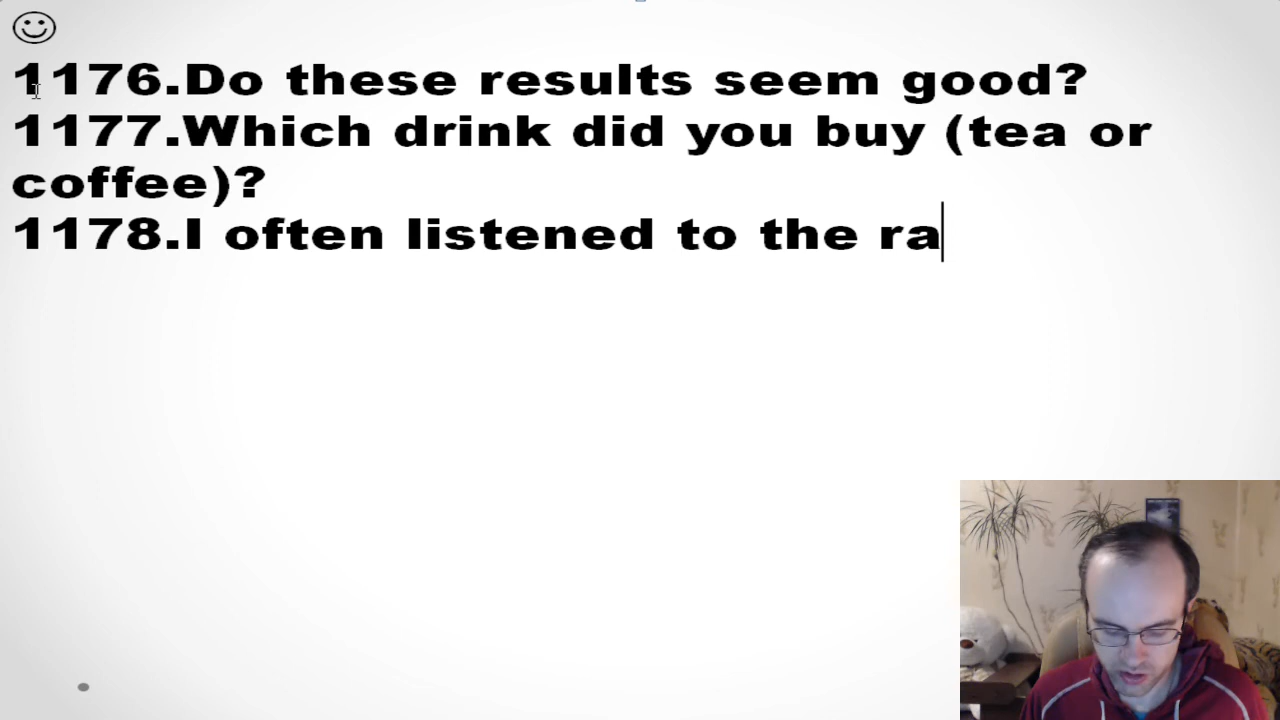 1176.Do these results seem good?
1177.Which drink did you buy (tea or
coffee)?
1178.I often listened to the ra